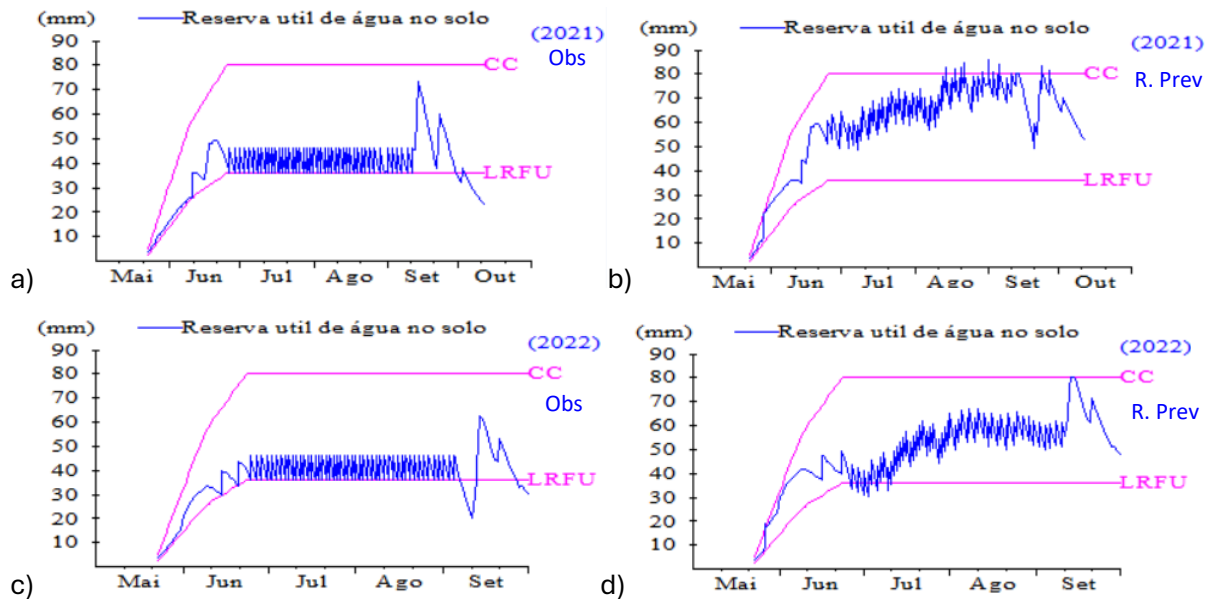 (mm) Reserva util de água no solo
(2021)
Obs
90
80
70
60
50
40
30
20
10
CC
LRFU
Mai Jun Jul Ago Set Out
a)
(mm) Reserva util de água no solo
(2021)
R. Prev
90
80
70
60
50
40
30
20
10
CC
LRFU
Mai Jun Jul Ago Set Out
b)
(mm) Reserva util de água no solo
(2022)
Obs
90
80
70
60
50
40
30
20
10
CC
LRFU
Mai Jun Jul Ago Set
c)
(mm) Reserva util de água no solo
(2022)
R. Prev
90
80
70
60
50
40
30
20
10
CC
LRFU
Mai Jun Jul Ago Set
d)